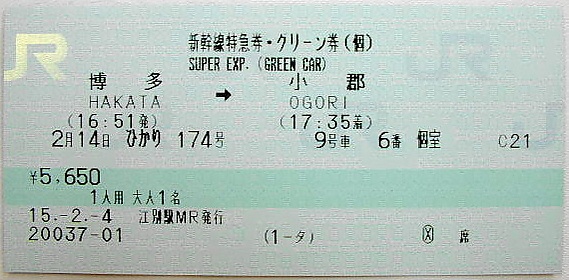 新幹線特急券・グリーン券(個)
SUPER EXP. (GREEN CAR)
博多 → 小郡
HAKATA OGORI
(16:51発) (17:35着)
2月14日 ひかり 174号 9号車 6番 個室 C21
¥5,650
1人用 大人1名
15.-2.-4 江別駅MR発行
20037-01 (1-タ) 席